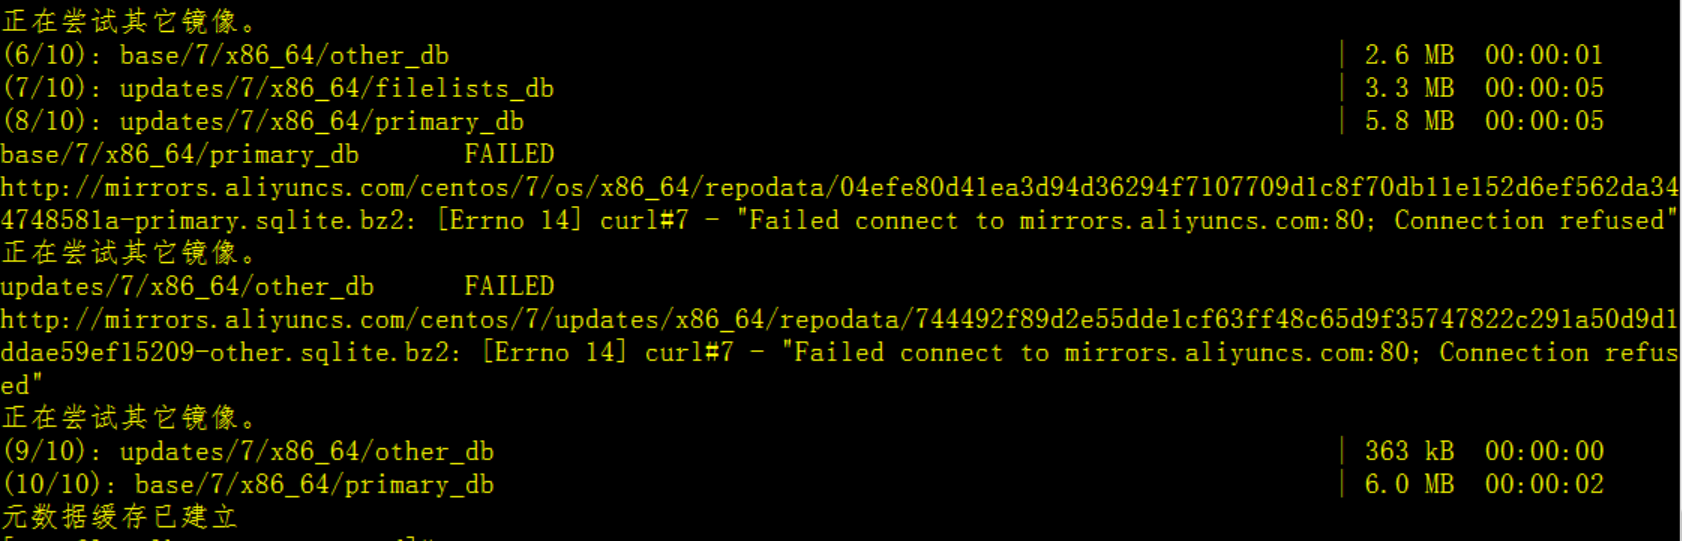 正在尝试其它镜像。
(6/10): base/7/x86_64/other_db | 2.6 MB 00:00:01
(7/10): updates/7/x86_64/filelists_db | 3.3 MB 00:00:05
(8/10): updates/7/x86_64/primary_db | 5.8 MB 00:00:05
base/7/x86_64/primary_db FAILED
http://mirrors.aliyuncs.com/centos/7/os/x86_64/repodata/04efe80d41ea3d94d36294f7107709d1c8f70db11e152d6ef562da34
4748581a-primary.sqlite.bz2: [Errno 14] curl#7 - "Failed connect to mirrors.aliyuncs.com:80; Connection refused"
正在尝试其它镜像。
updates/7/x86_64/other_db FAILED
http://mirrors.aliyuncs.com/centos/7/updates/x86_64/repodata/744492f89d2e55dde1cf63ff48c65d9f35747822c291a50d9d1
ddae59ef15209-other.sqlite.bz2: [Errno 14] curl#7 - "Failed connect to mirrors.aliyuncs.com:80; Connection refus
ed"
正在尝试其它镜像。
(9/10): updates/7/x86_64/other_db | 363 kB 00:00:00
(10/10): base/7/x86_64/primary_db | 6.0 MB 00:00:02
元数据缓存已建立